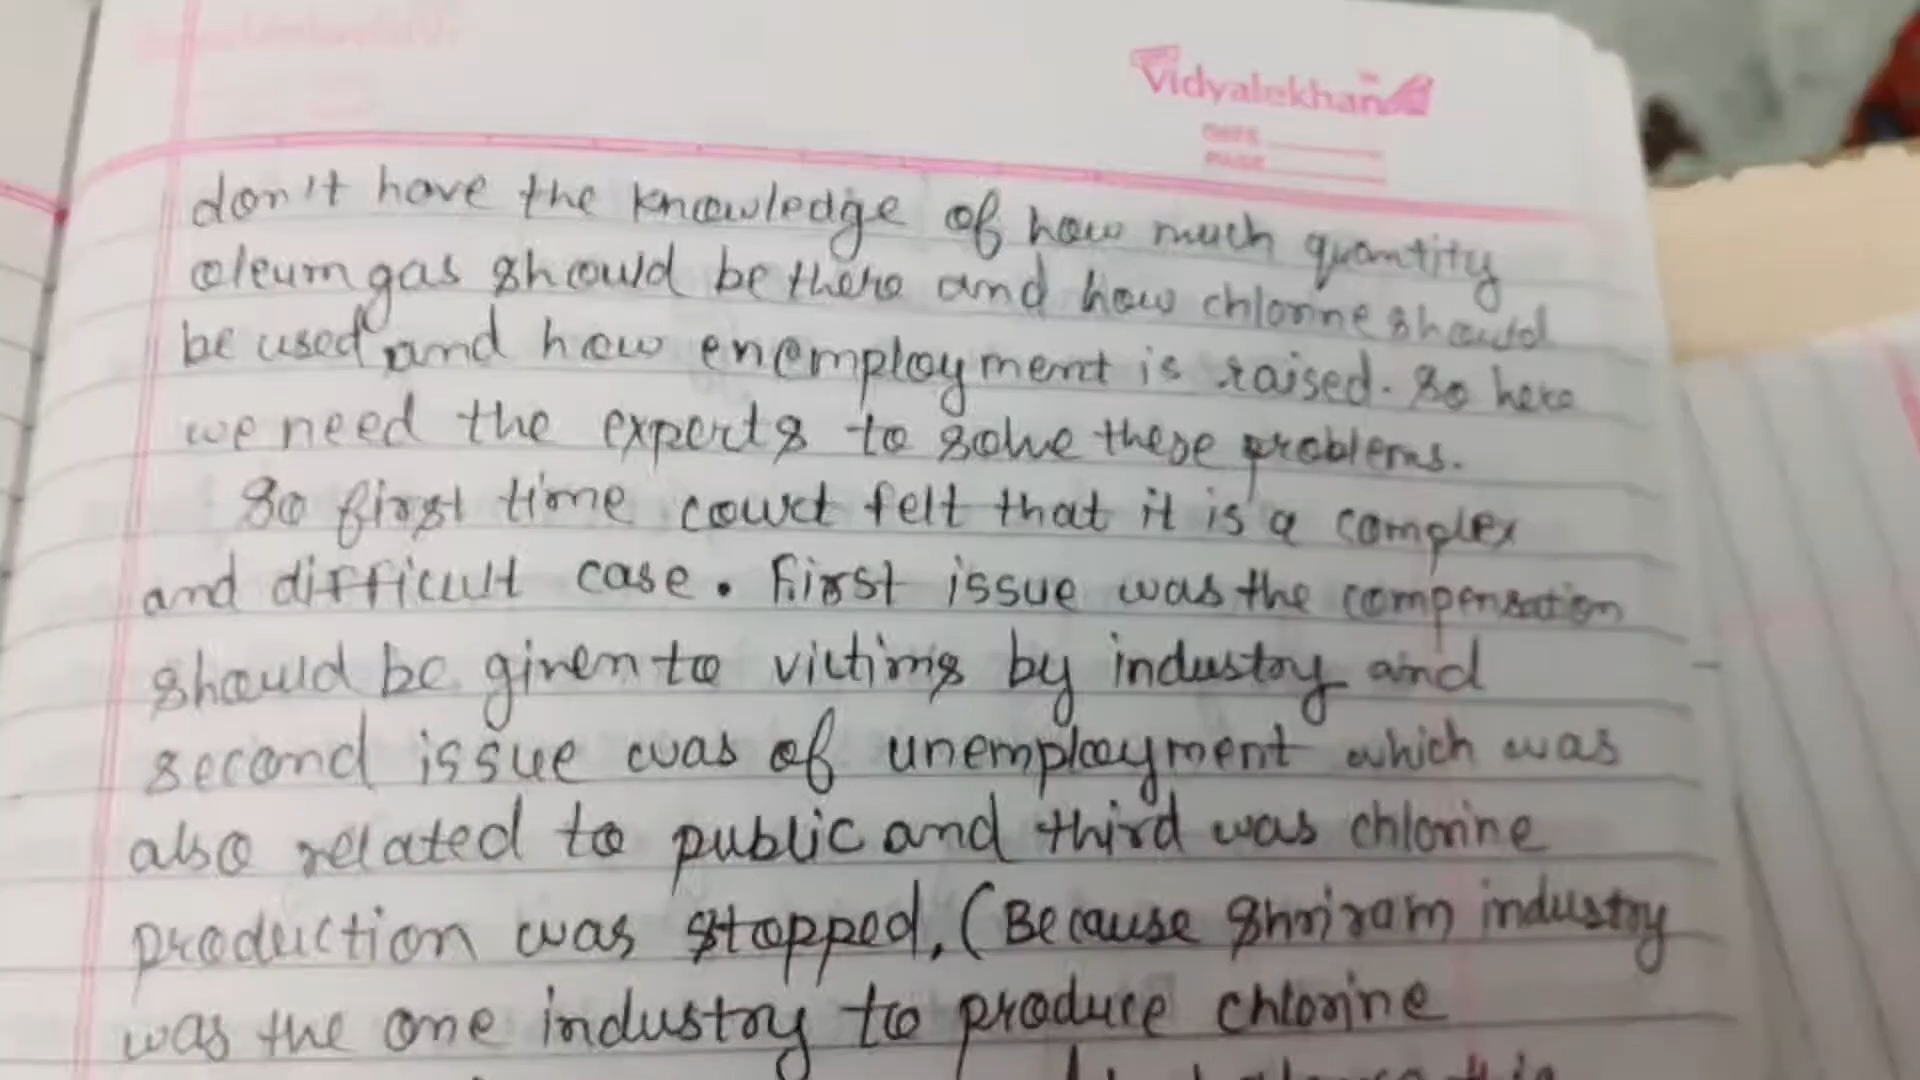 Vidyalekhan
DATE
PAGE
don't have the knowledge of how much quantity
oleum gas should be there and how chlorine should
be used and how enemployment is raised. So here
we need the experts to solve these problems.
So first time court felt that it is a complex
and difficult case. First issue was the compensation
should be given to victims by industry and
second issue was of unemployment which was
also related to public and third was chlorine
production was stopped. (Because Shriram industry
was the one industry to produce chlorine